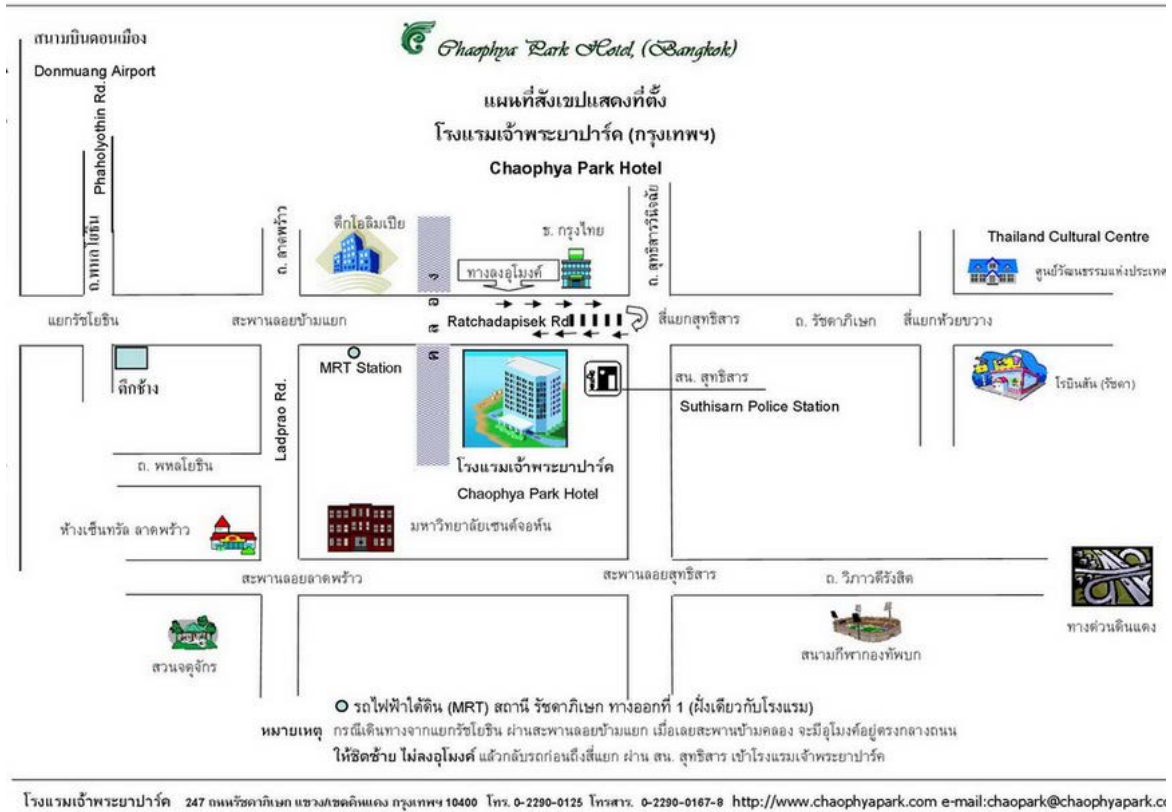 สนามบินดอนเมือง
Donmuang Airport
Chaophya Park Hotel, (Bangkok)
แผนที่สังเขปแสดงที่ตั้ง
โรงแรมเจ้าพระยาปาร์ค (กรุงเทพฯ)
Chaophya Park Hotel
Phaholyothin Rd.
ถ. พหลโยธิน
ถ. ลาดพร้าว
ตึกโอลิมเปีย
คลอง
ธ. กรุงไทย
ทางลงอุโมงค์
ถ. สุทธิสารวินิจฉัย
Thailand Cultural Centre
ศูนย์วัฒนธรรมแห่งประเทศ
แยกรัชโยธิน
สะพานลอยข้ามแยก
Ratchadapisek Rd
สี่แยกสุทธิสาร
ถ. รัชดาภิเษก
สี่แยกห้วยขวาง
MRT Station
ตึกช้าง
Ladprao Rd.
สน. สุทธิสาร
Suthisarn Police Station
โรบินสัน (รัชดา)
ถ. พหลโยธิน
โรงแรมเจ้าพระยาปาร์ค
Chaophya Park Hotel
ห้างเซ็นทรัล ลาดพร้าว
มหาวิทยาลัยเซนต์จอห์น
สะพานลอยลาดพร้าว
สะพานลอยสุทธิสาร
ถ. วิภาวดีรังสิต
ทางด่วนดินแดง
สวนจตุจักร
สนามกีฬากองทัพบก
รถไฟฟ้าใต้ดิน (MRT) สถานี รัชดาภิเษก ทางออกที่ 1 (ฝั่งเดียวกับโรงแรม)
หมายเหตุ กรณีเดินทางจากแยกรัชโยธิน ผ่านสะพานลอยข้ามแยก เมื่อเลยสะพานข้ามคลอง จะมีอุโมงค์อยู่ตรงกลางถนน
ให้ชิดซ้าย ไม่ลงอุโมงค์ แล้วกลับรถก่อนถึงสี่แยก ผ่าน สน. สุทธิสาร เข้าโรงแรมเจ้าพระยาปาร์ค
โรงแรมเจ้าพระยาปาร์ค 247 ถนนรัชดาภิเษก แขวง/เขตดินแดง กรุงเทพฯ 10400 โทร. 0-2290-0125 โทรสาร. 0-2290-0167-8 http://www.chaophyapark.com e-mail:chaopark@chaophyapark.co